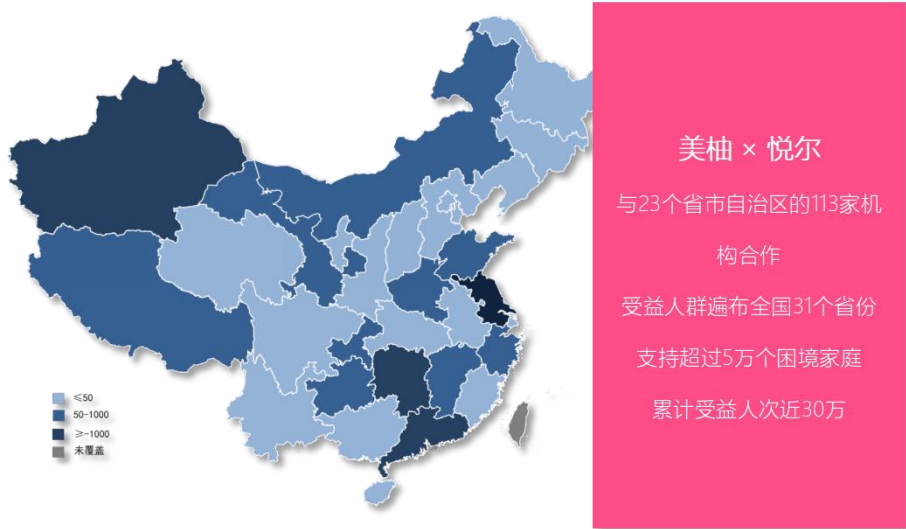 美柚 × 悦尔
与23个省市自治区的113家机
构合作
受益人群遍布全国31个省份
支持超过5万个困境家庭
累计受益人次近30万
≤50
50-1000
≥-1000
未覆盖